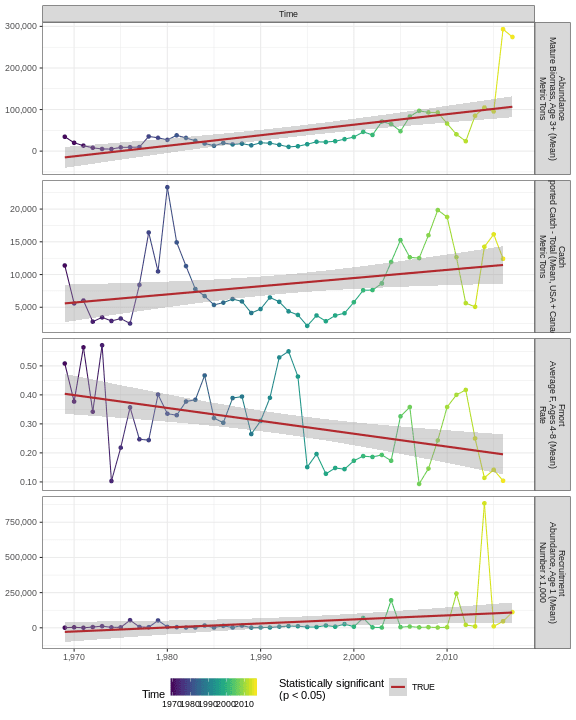 Time
300,000
200,000
100,000
0
Abundance
Mature Biomass, Age 3+ (Mean)
Metric Tons
20,000
15,000
10,000
5,000
Catch
ported Catch - Total (Mean, USA + Cana
Metric Tons
0.50
0.40
0.30
0.20
0.10
Fmort
Average F, Ages 4-8 (Mean)
Rate
750,000
500,000
250,000
0
Recruitment
Abundance, Age 1 (Mean)
Number x 1,000
1,970 1,980 1,990 2,000 2,010
Time
1970 1980 1990 2000 2010
Statistically significant
(p < 0.05)
TRUE